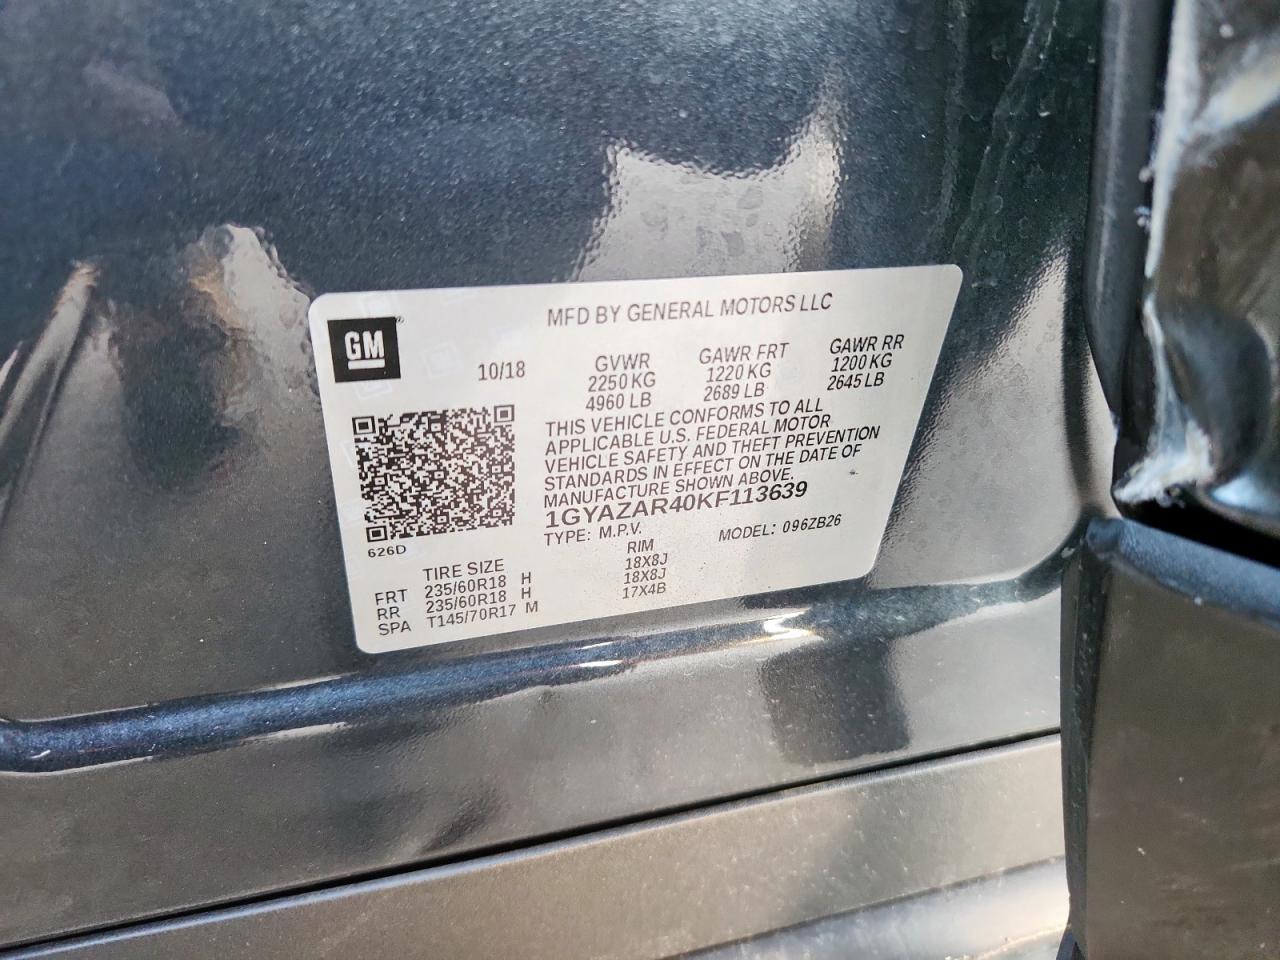 MFD BY GENERAL MOTORS LLC
GM®
10/18
GVWR GAWR FRT GAWR RR
2250 KG 1220 KG 1200 KG
4960 LB 2689 LB 2645 LB
THIS VEHICLE CONFORMS TO ALL
APPLICABLE U.S. FEDERAL MOTOR
VEHICLE SAFETY AND THEFT PREVENTION
STANDARDS IN EFFECT ON THE DATE OF
MANUFACTURE SHOWN ABOVE.
1GYAZAR40KF113639
TYPE: M.P.V. MODEL: 096ZB26
626D
TIRE SIZE RIM
FRT 235/60R18 H 18X8J
RR 235/60R18 H 18X8J
SPA T145/70R17 M 17X4B